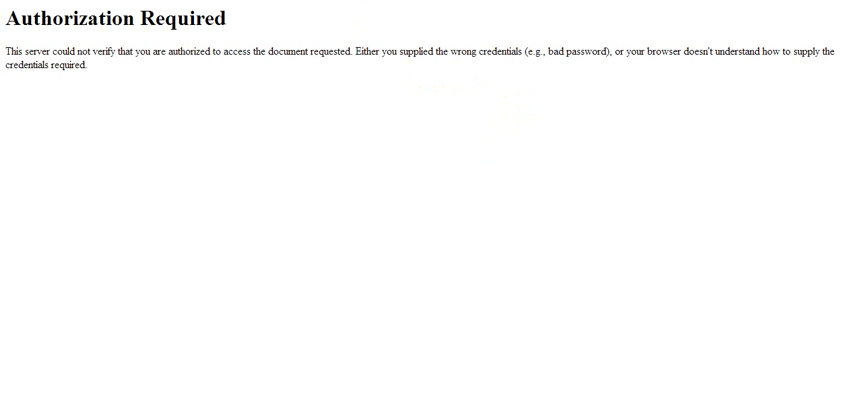 Authorization Required
This server could not verify that you are authorized to access the document requested. Either you supplied the wrong credentials (e.g., bad password), or your browser doesn't understand how to supply the
credentials required.